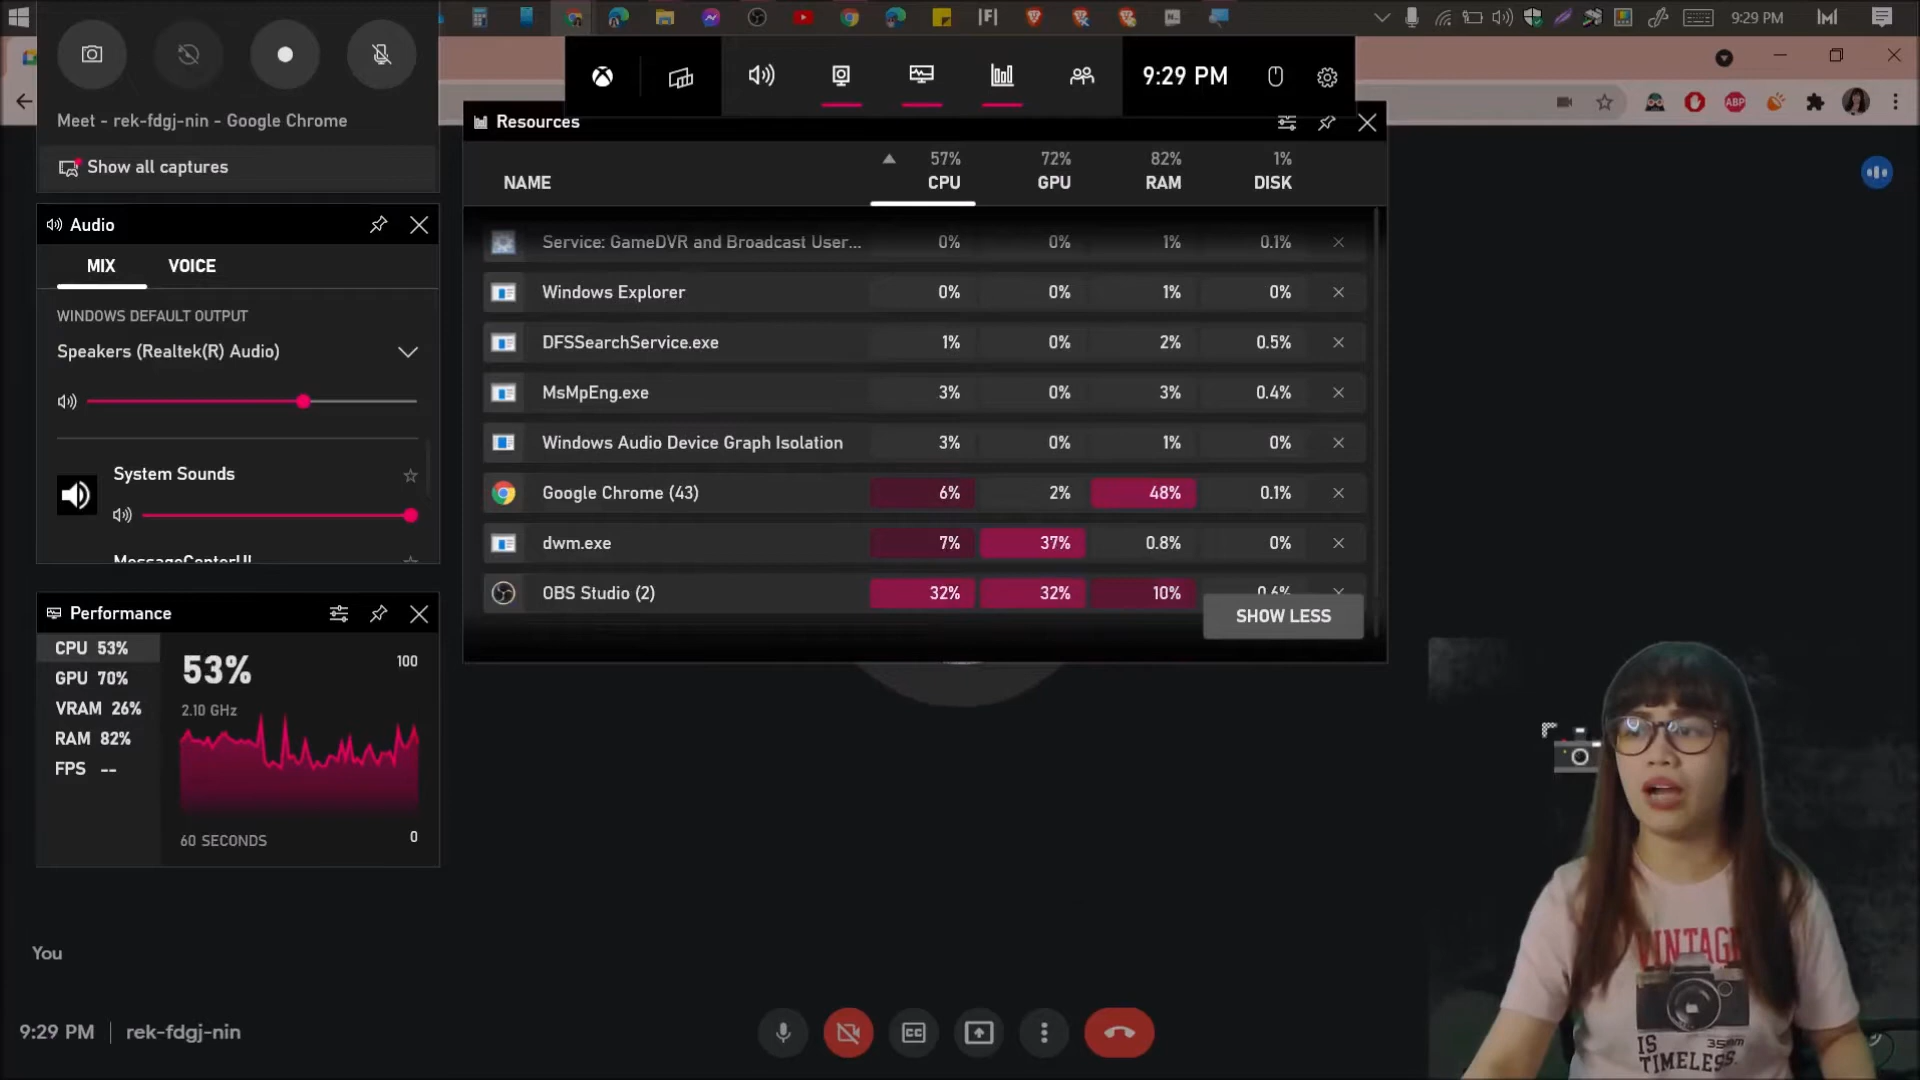 9:29 PM
9:29 PM
ABP
Meet - rek-fdgj-nin - Google Chrome
Show all captures
Resources
57% 72% 82% 1%
NAME CPU GPU RAM DISK
Service: GameDVR and Broadcast User... 0% 0% 1% 0.1%
Windows Explorer 0% 0% 1% 0%
DFSSearchService.exe 1% 0% 2% 0.5%
MsMpEng.exe 3% 0% 3% 0.4%
Windows Audio Device Graph Isolation 3% 0% 1% 0%
Google Chrome (43) 6% 2% 48% 0.1%
dwm.exe 7% 37% 0.8% 0%
OBS Studio (2) 32% 32% 10% 0.6%
SHOW LESS
Audio
MIX VOICE
WINDOWS DEFAULT OUTPUT
Speakers (Realtek(R) Audio)
System Sounds
MessageCenterUI
Performance
CPU 53%
GPU 70%
VRAM 26%
RAM 82%
FPS --
53%
100
2.10 GHz
60 SECONDS
0
You
9:29 PM
rek-fdgj-nin
CC
VINTAGE
35mm
IS
TIMELESS.